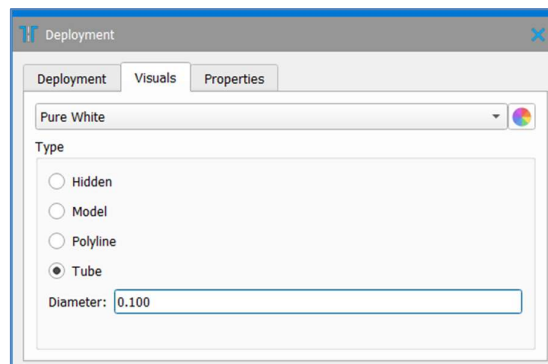 Deployment
Deployment Visuals Properties
Pure White
Type
Hidden
Model
Polyline
Tube
Diameter: 0.100